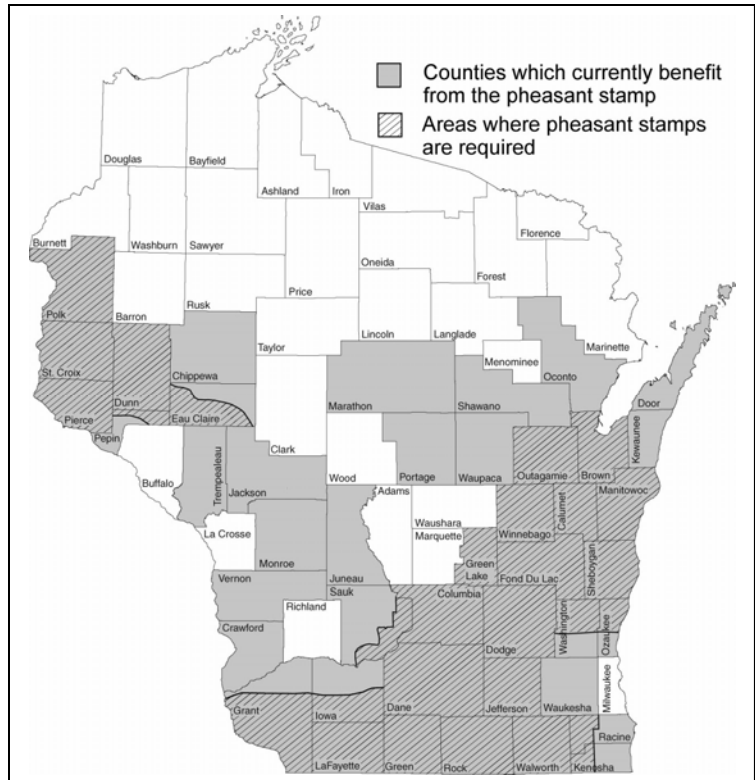 Counties which currently benefit
from the pheasant stamp
Areas where pheasant stamps
are required
Douglas
Bayfield
Ashland
Iron
Vilas
Florence
Burnett
Washburn
Sawyer
Oneida
Forest
Price
Rusk
Barron
Polk
Lincoln
Langlade
Taylor
Marinette
Menominee
Oconto
Chippewa
St. Croix
Dunn
Marathon
Shawano
Door
Eau Claire
Pierce
Pepin
Kewaunee
Clark
Trempealeau
Wood
Portage
Waupaca
Outagamie
Brown
Buffalo
Jackson
Adams
Manitowoc
Waushara
Calumet
La Crosse
Marquette
Winnebago
Monroe
Juneau
Green
Lake
Fond Du Lac
Sheboygan
Vernon
Sauk
Columbia
Richland
Crawford
Dodge
Washington
Ozaukee
Milwaukee
Grant
Iowa
Dane
Jefferson
Waukesha
Racine
LaFayette
Green
Rock
Walworth
Kenosha